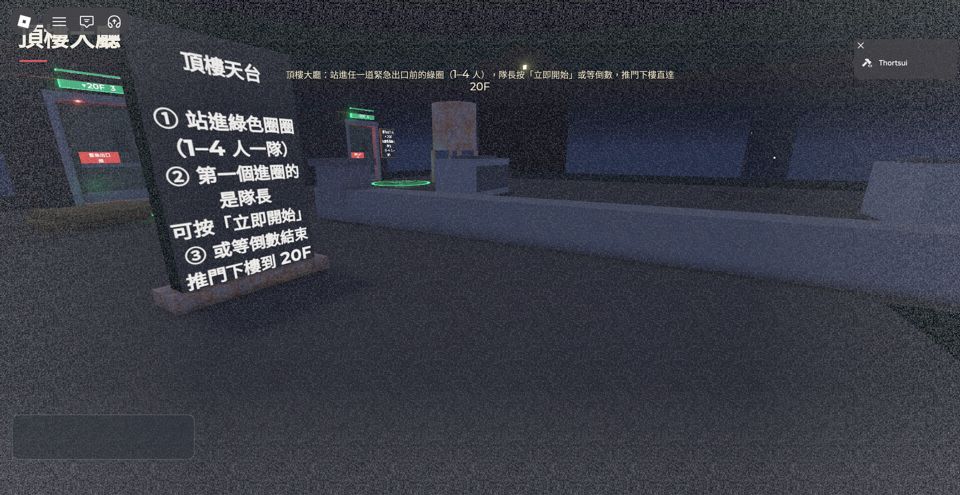 頂樓大廳
頂樓大廳：站進任一道緊急出口前的綠圈（1–4 人），隊長按「立即開始」或等倒數，推門下樓直達
20F
Thortsui
頂樓天台
① 站進綠色圈圈
（1–4 人一隊）
② 第一個進圈的
是隊長
可按「立即開始」
③ 或等倒數結束
推門下樓到 20F